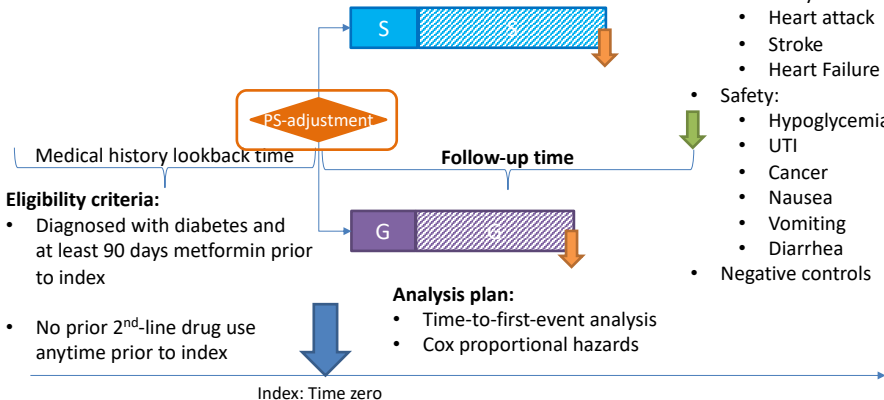 S
S
Heart attack
Stroke
Heart Failure
Safety:
Hypoglycemia
UTI
Cancer
Nausea
Vomiting
Diarrhea
Negative controls
PS-adjustment
Medical history lookback time
Follow-up time
Eligibility criteria:
Diagnosed with diabetes and
at least 90 days metformin prior
to index
No prior 2nd-line drug use
anytime prior to index
G
G
Analysis plan:
Time-to-first-event analysis
Cox proportional hazards
Index: Time zero